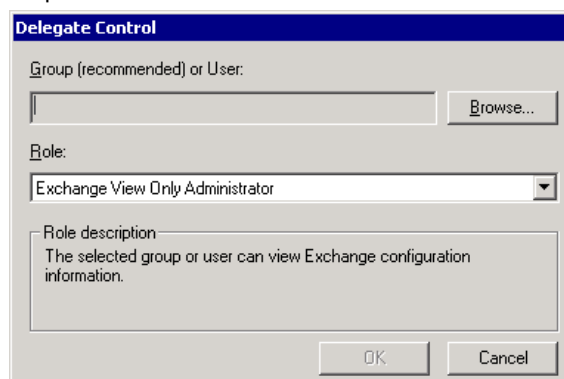 Delegate Control
Group (recommended) or User:
Browse...
Role:
Exchange View Only Administrator
Role description
The selected group or user can view Exchange configuration
information.
OK
Cancel